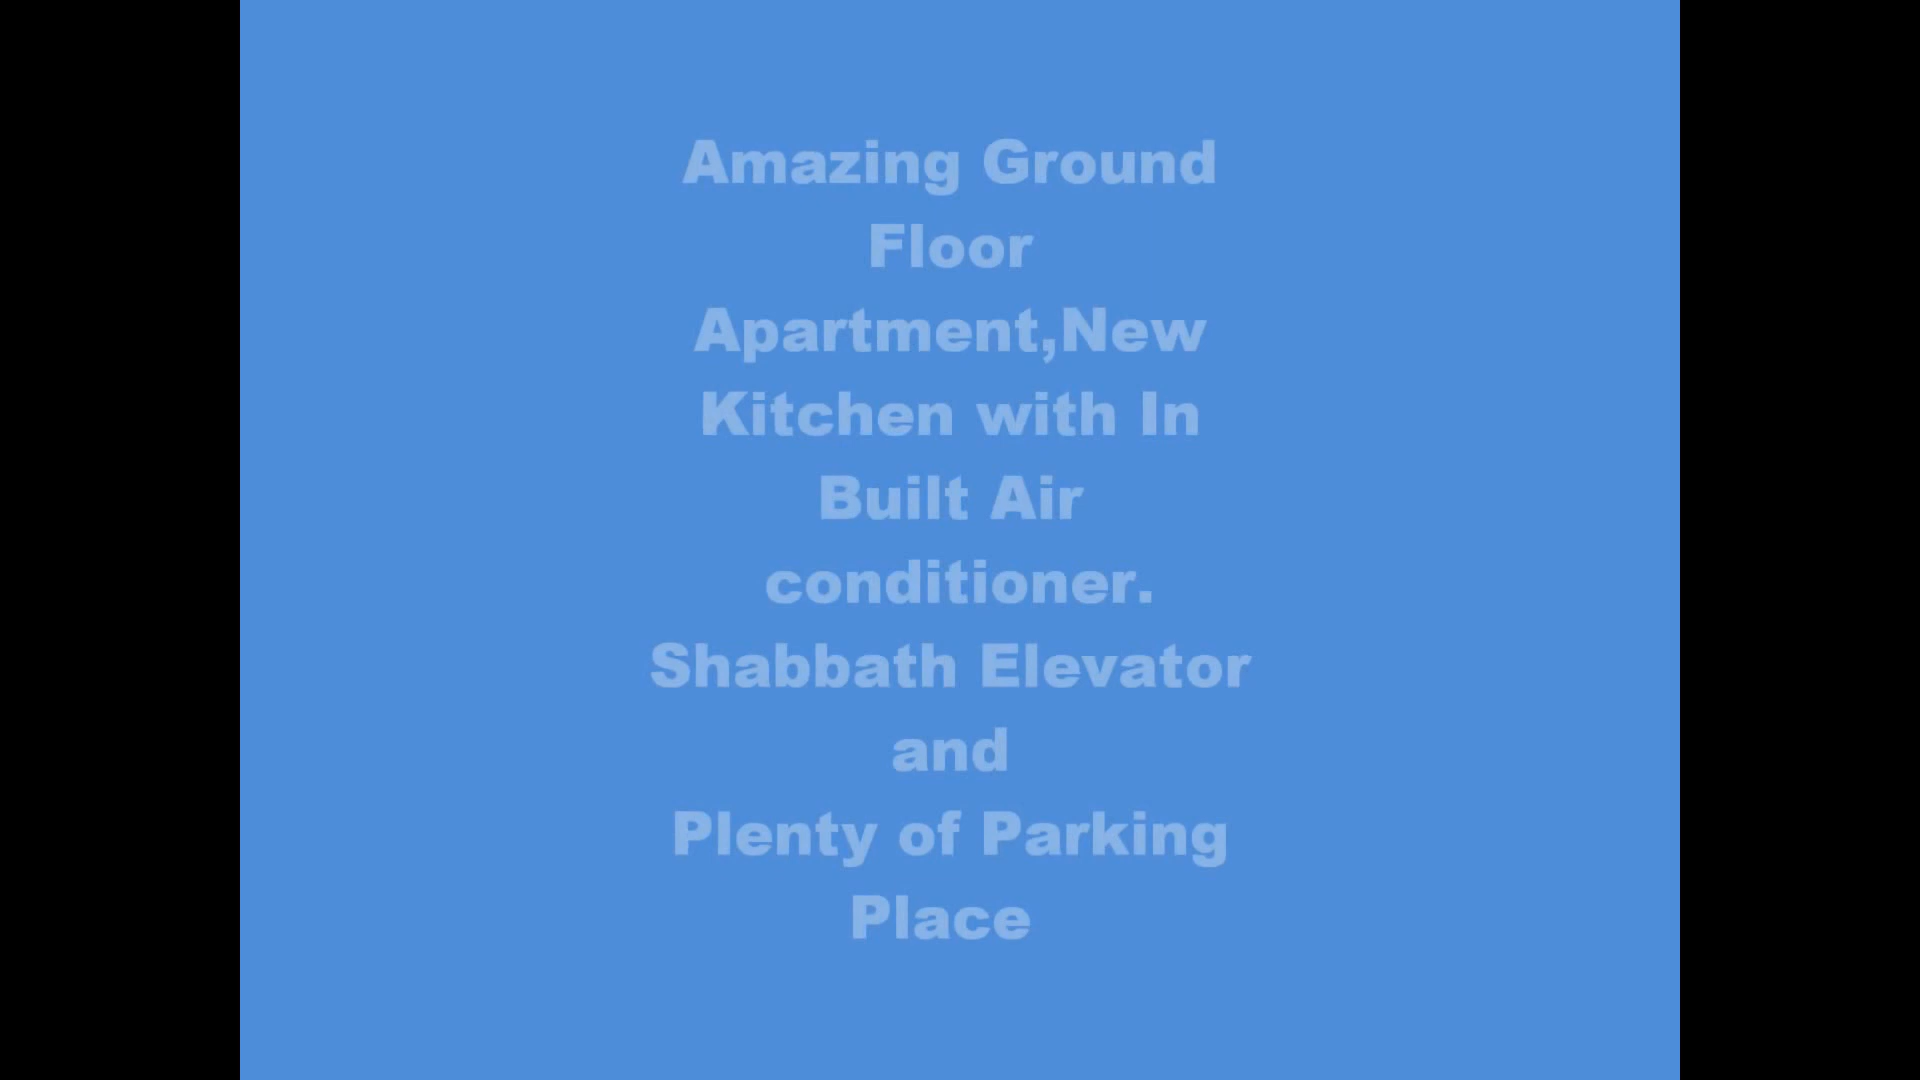 Amazing Ground
Floor
Apartment,New
Kitchen with In
Built Air
conditioner.
Shabbath Elevator
and
Plenty of Parking
Place